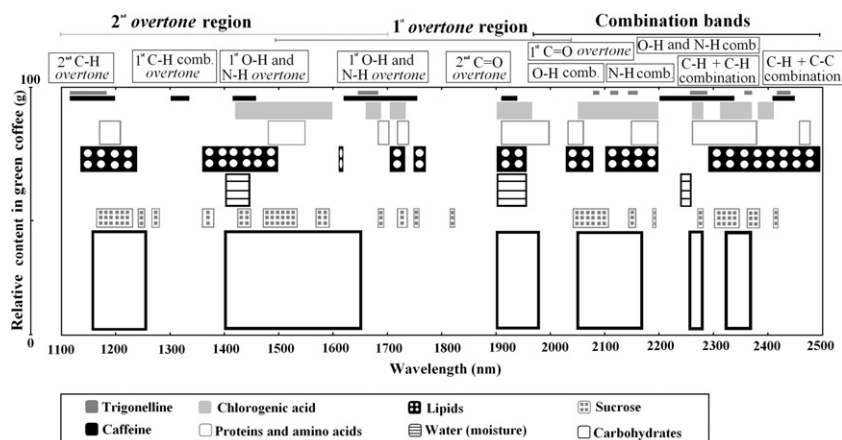 2nd overtone region
1st overtone region
Combination bands
2nd C-H
overtone
1st C-H comb.
overtone
1st O-H and
N-H overtone
1st O-H and
N-H overtone
2nd C=O
overtone
1st C=O overtone
O-H comb.
O-H and N-H comb.
N-H comb.
C-H + C-H
combination
C-H + C-C
combination
Relative content in green coffee (g)
100
0
1100 1200 1300 1400 1500 1600 1700 1800 1900 2000 2100 2200 2300 2400 2500
Wavelength (nm)
Trigonelline Chlorogenic acid Lipids Sucrose
Caffeine Proteins and amino acids Water (moisture) Carbohydrates